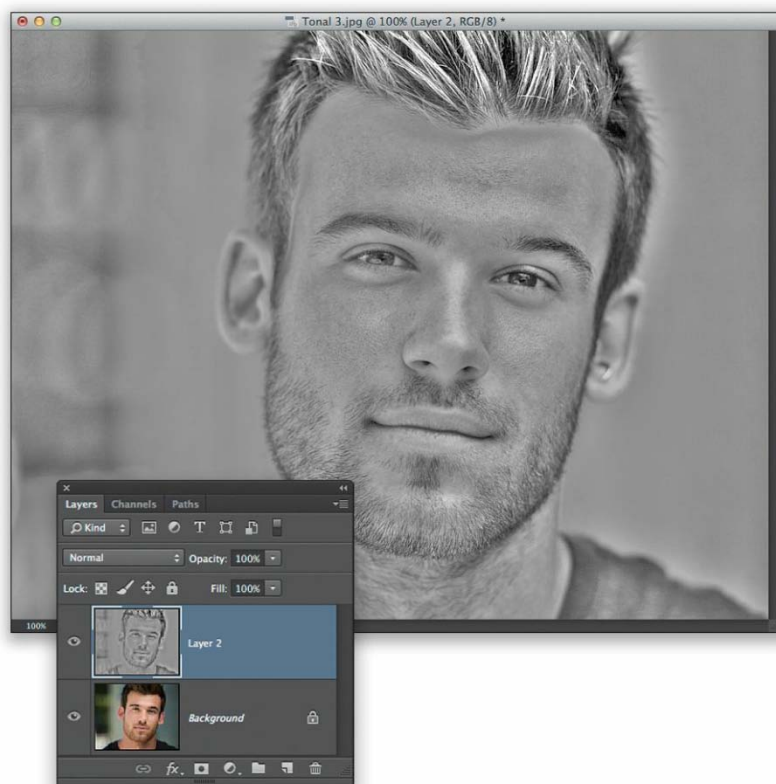 Tonal 3.jpg @ 100% (Layer 2, RGB/8) *
100%
Layers Channels Paths
Kind T
Normal Opacity: 100%
Lock: Fill: 100%
Layer 2
Background
fx.